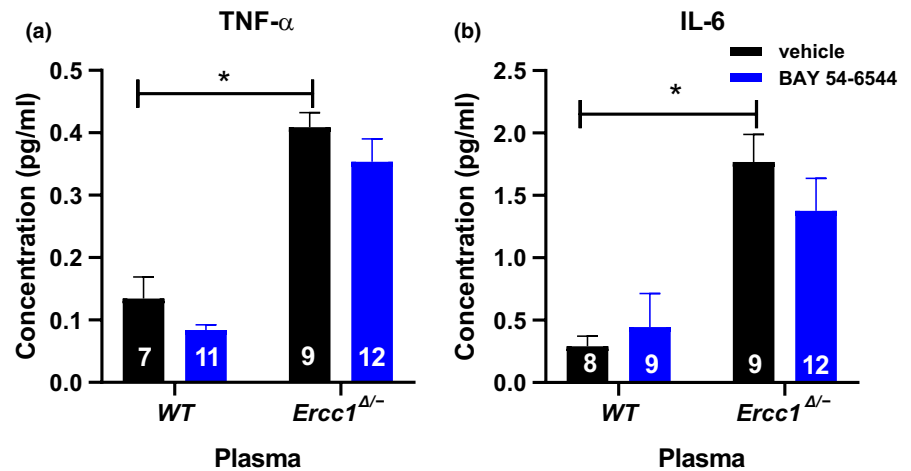 (a)
TNF-α
Concentration (pg/ml)
0.5
0.4
0.3
0.2
0.1
0.0
*
7
11
9
12
WT
Ercc1Δ/−
Plasma
(b)
IL-6
vehicle
BAY 54-6544
Concentration (pg/ml)
2.5
2.0
1.5
1.0
0.5
0.0
*
8
9
9
12
WT
Ercc1Δ/−
Plasma